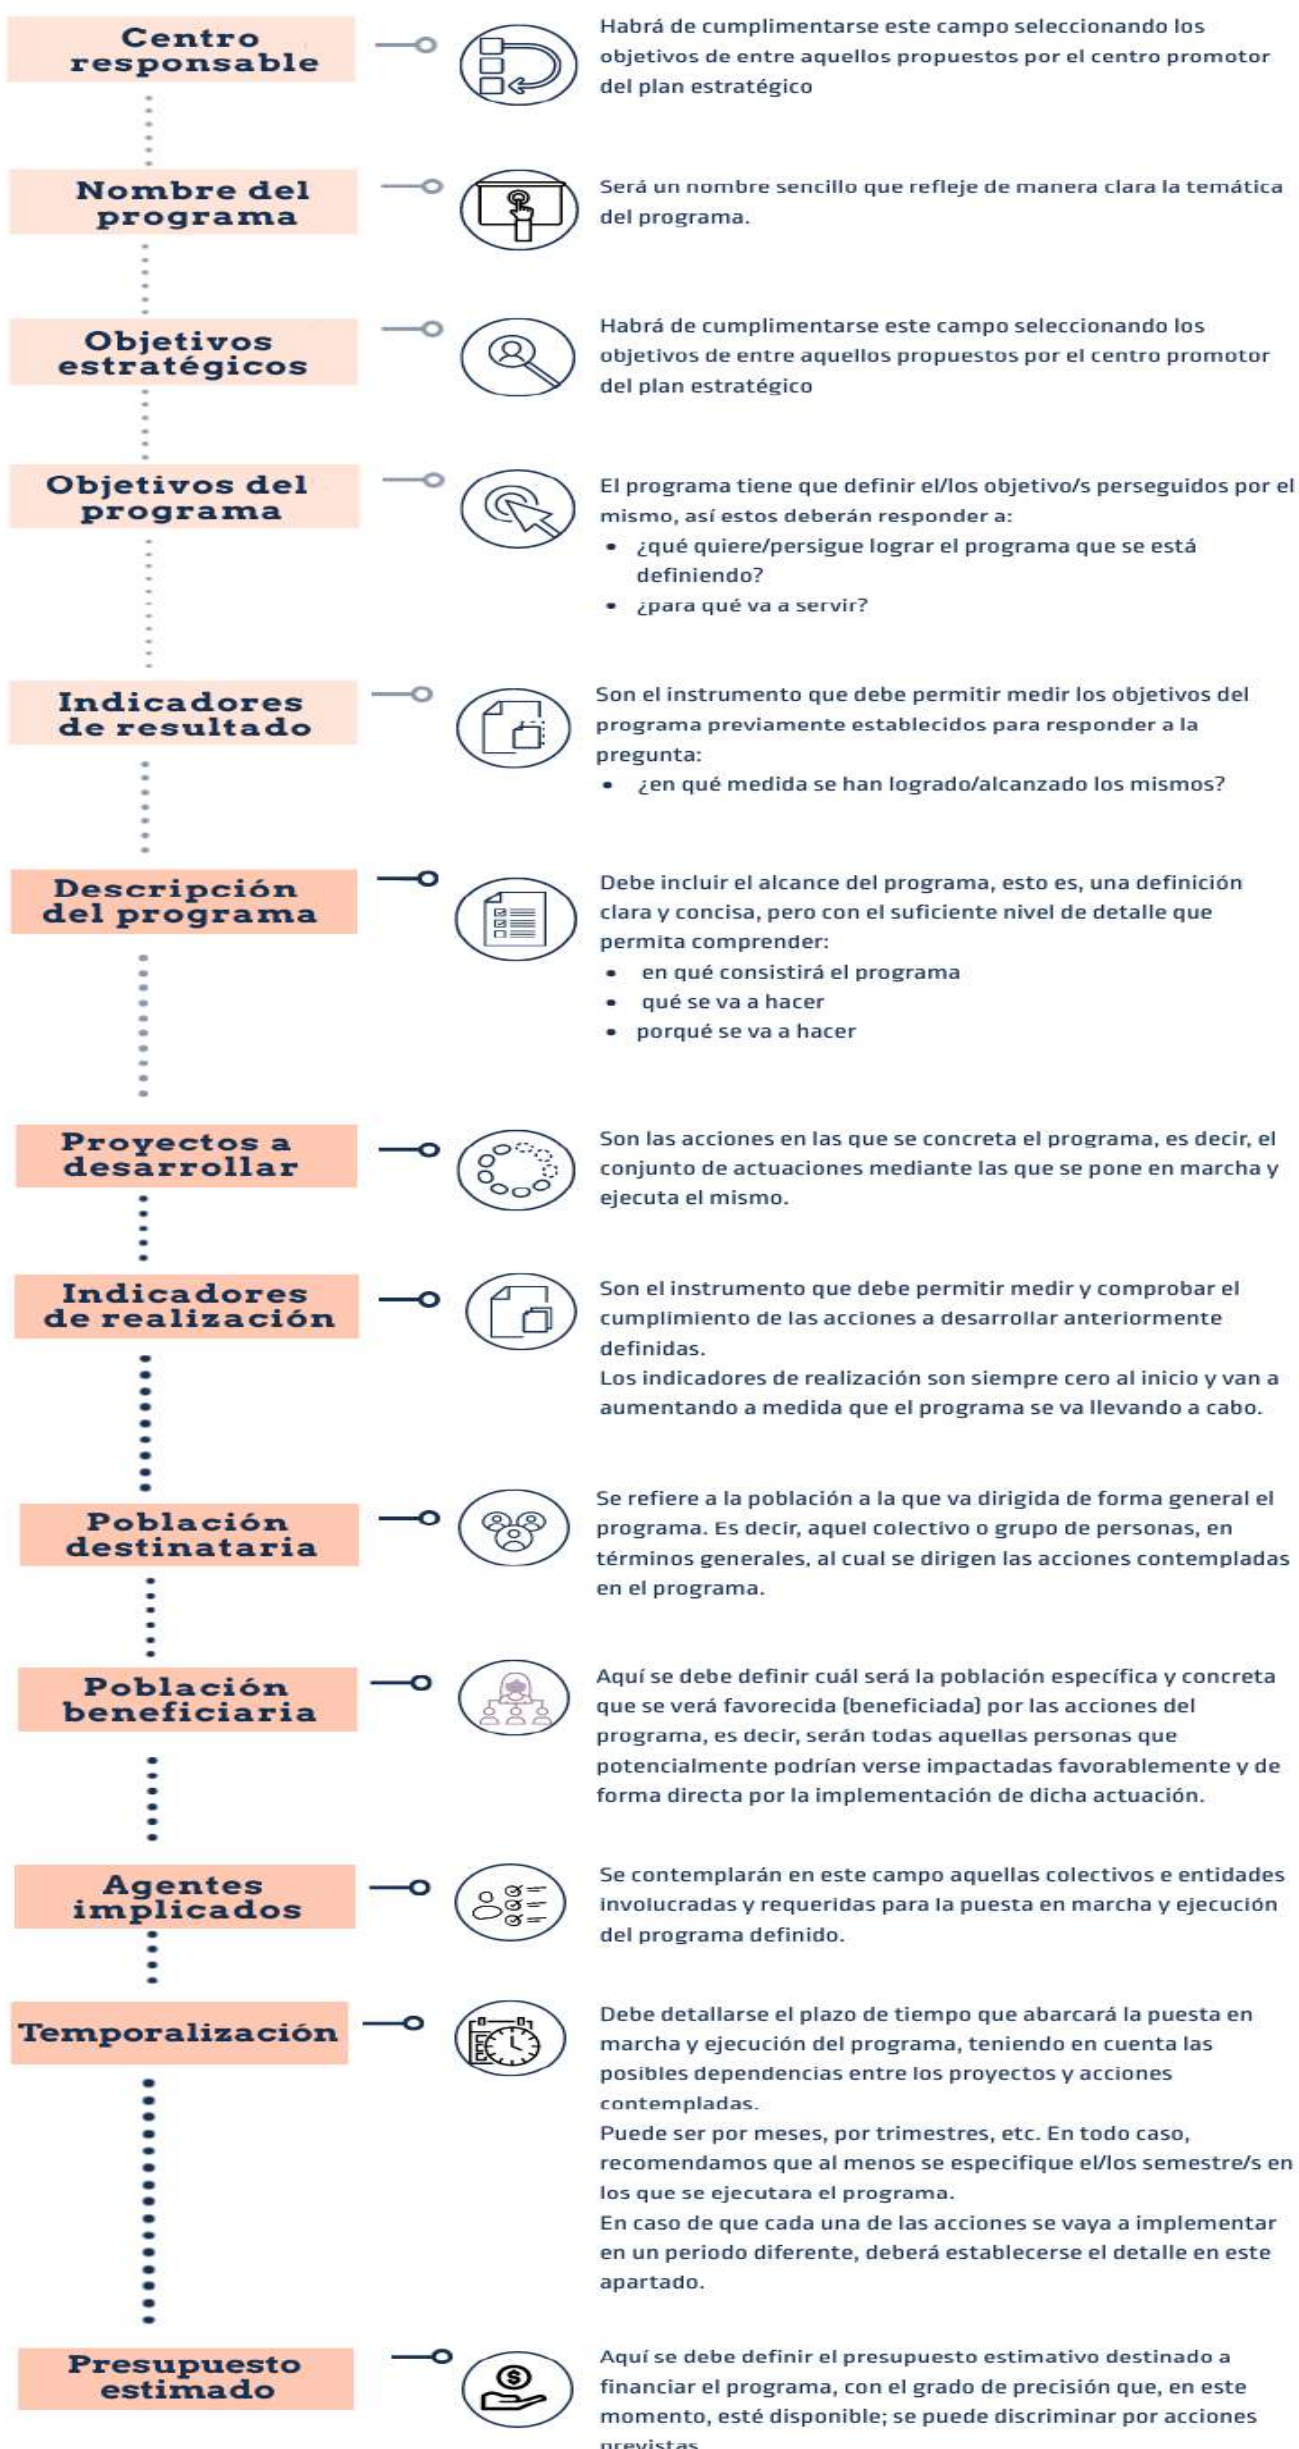 Centro
responsable
Habrá de cumplimentarse este campo seleccionando los
objetivos de entre aquellos propuestos por el centro promotor
del plan estratégico
Nombre del
programa
Será un nombre sencillo que refleje de manera clara la temática
del programa.
Objetivos
estratégicos
Habrá de cumplimentarse este campo seleccionando los
objetivos de entre aquellos propuestos por el centro promotor
del plan estratégico
Objetivos del
programa
El programa tiene que definir el/los objetivo/s perseguidos por el
mismo, así estos deberán responder a:
• ¿qué quiere/persigue lograr el programa que se está
definiendo?
• ¿para qué va a servir?
Indicadores
de resultado
Son el instrumento que debe permitir medir los objetivos del
programa previamente establecidos para responder a la
pregunta:
• ¿en qué medida se han logrado/alcanzado los mismos?
Descripción
del programa
Debe incluir el alcance del programa, esto es, una definición
clara y concisa, pero con el suficiente nivel de detalle que
permita comprender:
• en qué consistirá el programa
• qué se va a hacer
• porqué se va a hacer
Proyectos a
desarrollar
Son las acciones en las que se concreta el programa, es decir, el
conjunto de actuaciones mediante las que se pone en marcha y
ejecuta el mismo.
Indicadores
de realización
Son el instrumento que debe permitir medir y comprobar el
cumplimiento de las acciones a desarrollar anteriormente
definidas.
Los indicadores de realización son siempre cero al inicio y van a
aumentando a medida que el programa se va llevando a cabo.
Población
destinataria
Se refiere a la población a la que va dirigida de forma general el
programa. Es decir, aquel colectivo o grupo de personas, en
términos generales, al cual se dirigen las acciones contempladas
en el programa.
Población
beneficiaria
Aquí se debe definir cuál será la población específica y concreta
que se verá favorecida (beneficiada) por las acciones del
programa, es decir, serán todas aquellas personas que
potencialmente podrían verse impactadas favorablemente y de
forma directa por la implementación de dicha actuación.
Agentes
implicados
Se contemplarán en este campo aquellas colectivos e entidades
involucradas y requeridas para la puesta en marcha y ejecución
del programa definido.
Temporalización
Debe detallarse el plazo de tiempo que abarcará la puesta en
marcha y ejecución del programa, teniendo en cuenta las
posibles dependencias entre los proyectos y acciones
contempladas.
Puede ser por meses, por trimestres, etc. En todo caso,
recomendamos que al menos se especifique el/los semestre/s en
los que se ejecutara el programa.
En caso de que cada una de las acciones se vaya a implementar
en un periodo diferente, deberá establecerse el detalle en este
apartado.
Presupuesto
estimado
Aquí se debe definir el presupuesto estimativo destinado a
financiar el programa, con el grado de precisión que, en este
momento, esté disponible; se puede discriminar por acciones
previstas